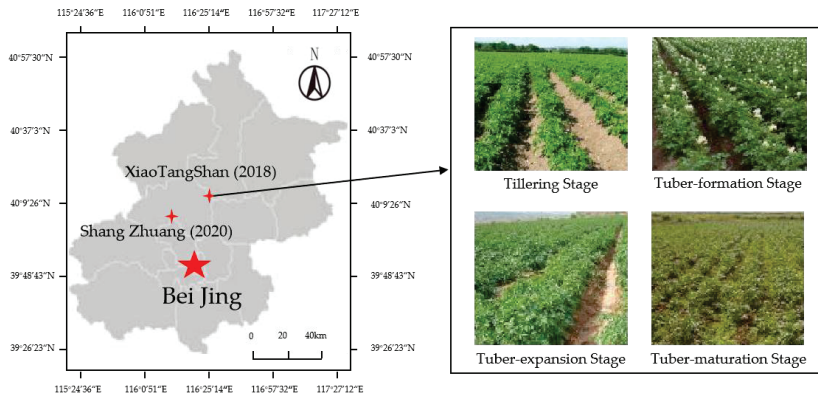 115°24′36″E 116°0′51″E 116°25′14″E 116°57′32″E 117°27′12″E
40°57′30″N
40°57′30″N
N
40°37′3″N
40°37′3″N
XiaoTangShan (2018)
40°9′26″N
40°9′26″N
Shang Zhuang (2020)
39°48′43″N
39°48′43″N
Bei Jing
0 20 40km
39°26′23″N
39°26′23″N
115°24′36″E 116°0′51″E 116°25′14″E 116°57′32″E 117°27′12″E
Tillering Stage
Tuber-formation Stage
Tuber-expansion Stage
Tuber-maturation Stage